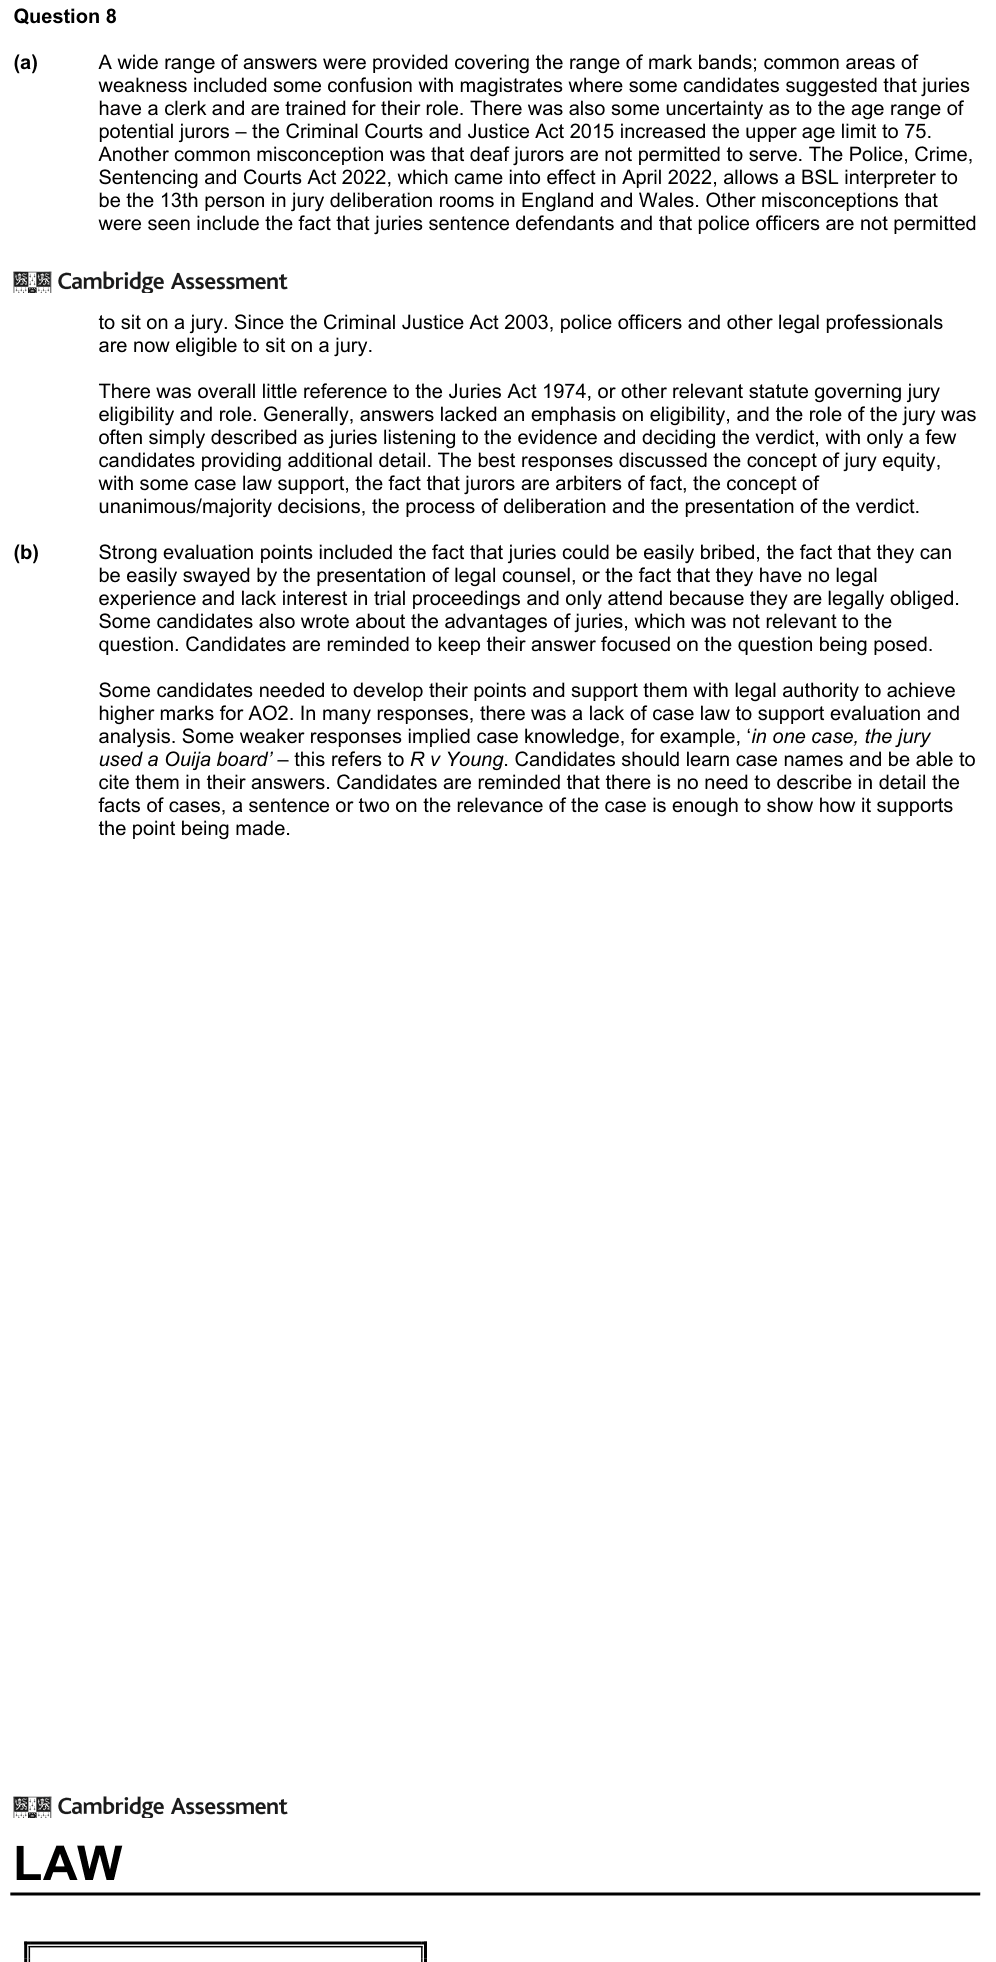 Question 8
(a) A wide range of answers were provided covering the range of mark bands; common areas of
weakness included some confusion with magistrates where some candidates suggested that juries
have a clerk and are trained for their role. There was also some uncertainty as to the age range of
potential jurors – the Criminal Courts and Justice Act 2015 increased the upper age limit to 75.
Another common misconception was that deaf jurors are not permitted to serve. The Police, Crime,
Sentencing and Courts Act 2022, which came into effect in April 2022, allows a BSL interpreter to
be the 13th person in jury deliberation rooms in England and Wales. Other misconceptions that
were seen include the fact that juries sentence defendants and that police officers are not permitted
Cambridge Assessment
to sit on a jury. Since the Criminal Justice Act 2003, police officers and other legal professionals
are now eligible to sit on a jury.
There was overall little reference to the Juries Act 1974, or other relevant statute governing jury
eligibility and role. Generally, answers lacked an emphasis on eligibility, and the role of the jury was
often simply described as juries listening to the evidence and deciding the verdict, with only a few
candidates providing additional detail. The best responses discussed the concept of jury equity,
with some case law support, the fact that jurors are arbiters of fact, the concept of
unanimous/majority decisions, the process of deliberation and the presentation of the verdict.
(b) Strong evaluation points included the fact that juries could be easily bribed, the fact that they can
be easily swayed by the presentation of legal counsel, or the fact that they have no legal
experience and lack interest in trial proceedings and only attend because they are legally obliged.
Some candidates also wrote about the advantages of juries, which was not relevant to the
question. Candidates are reminded to keep their answer focused on the question being posed.
Some candidates needed to develop their points and support them with legal authority to achieve
higher marks for AO2. In many responses, there was a lack of case law to support evaluation and
analysis. Some weaker responses implied case knowledge, for example, ‘in one case, the jury
used a Ouija board’ – this refers to R v Young. Candidates should learn case names and be able to
cite them in their answers. Candidates are reminded that there is no need to describe in detail the
facts of cases, a sentence or two on the relevance of the case is enough to show how it supports
the point being made.
Cambridge Assessment
LAW